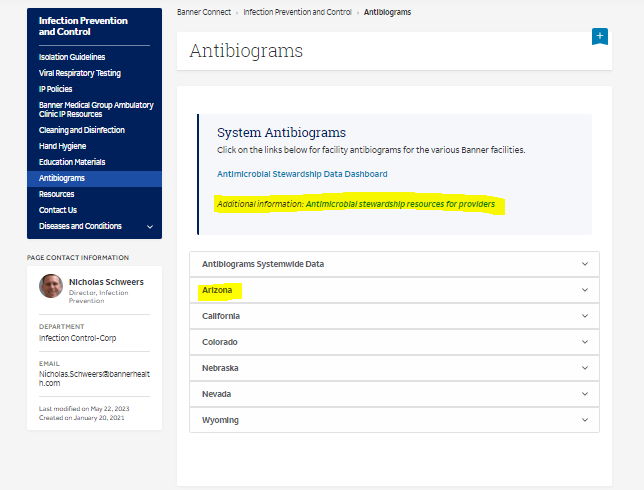 Infection Prevention
and Control
Isolation Guidelines
Viral Respiratory Testing
IP Policies
Banner Medical Group Ambulatory
Clinic IP Resources
Cleaning and Disinfection
Hand Hygiene
Education Materials
Antibiograms
Resources
Contact Us
Diseases and Conditions
PAGE CONTACT INFORMATION
Nicholas Schweers
Director, Infection
Prevention
DEPARTMENT
Infection Control-Corp
EMAIL
Nicholas.Schweers@bannerhealt
h.com
Last modified on May 22, 2023
Created on January 20, 2021
Banner Connect › Infection Prevention and Control › Antibiograms
Antibiograms
+
System Antibiograms
Click on the links below for facility antibiograms for the various Banner facilities.
Antimicrobial Stewardship Data Dashboard
Additional information: Antimicrobial stewardship resources for providers
Antibiograms Systemwide Data
Arizona
California
Colorado
Nebraska
Nevada
Wyoming